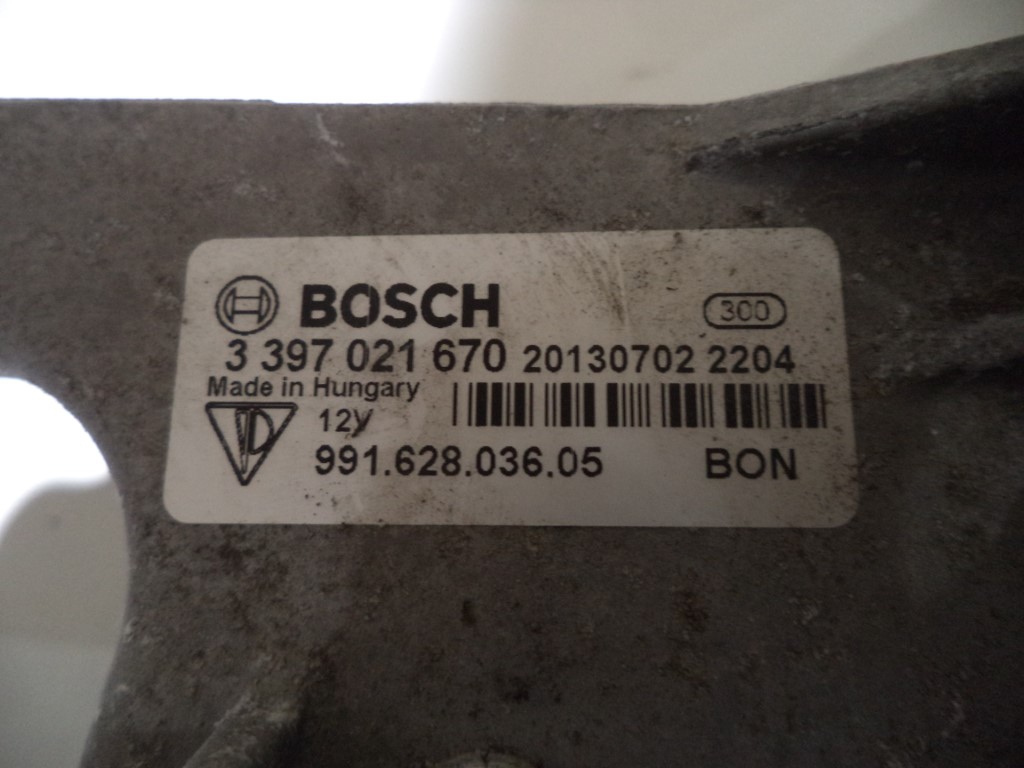 BOSCH 300
3 397 021 670 20130702 2204
Made in Hungary
12V
991.628.036.05 BON